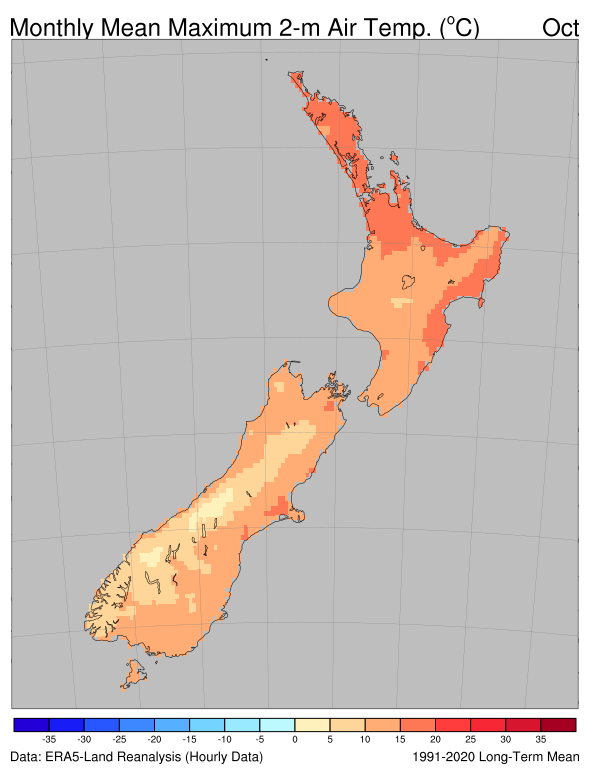 Monthly Mean Maximum 2-m Air Temp. (°C) Oct
-35 -30 -25 -20 -15 -10 -5 0 5 10 15 20 25 30 35
Data: ERA5-Land Reanalysis (Hourly Data) 1991-2020 Long-Term Mean